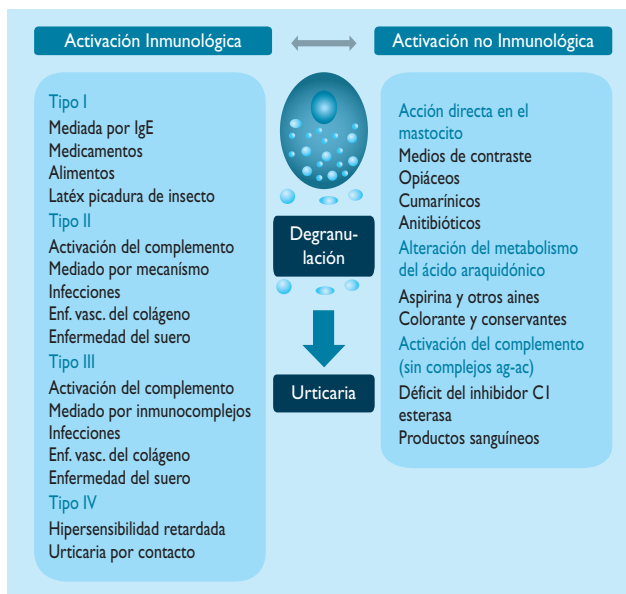 Activación Inmunológica
Activación no Inmunológica
Tipo I
Mediada por IgE
Medicamentos
Alimentos
Latéx picadura de insecto
Tipo II
Activación del complemento
Mediado por mecanísmo
Infecciones
Enf. vasc. del colágeno
Enfermedad del suero
Tipo III
Activación del complemento
Mediado por inmunocomplejos
Infecciones
Enf. vasc. del colágeno
Enfermedad del suero
Tipo IV
Hipersensibilidad retardada
Urticaria por contacto
Degranu-
lación
Urticaria
Acción directa en el
mastocito
Medios de contraste
Opiáceos
Cumarínicos
Anitibióticos
Alteración del metabolismo
del ácido araquidónico
Aspirina y otros aines
Colorante y conservantes
Activación del complemento
(sin complejos ag-ac)
Déficit del inhibidor C1
esterasa
Productos sanguíneos